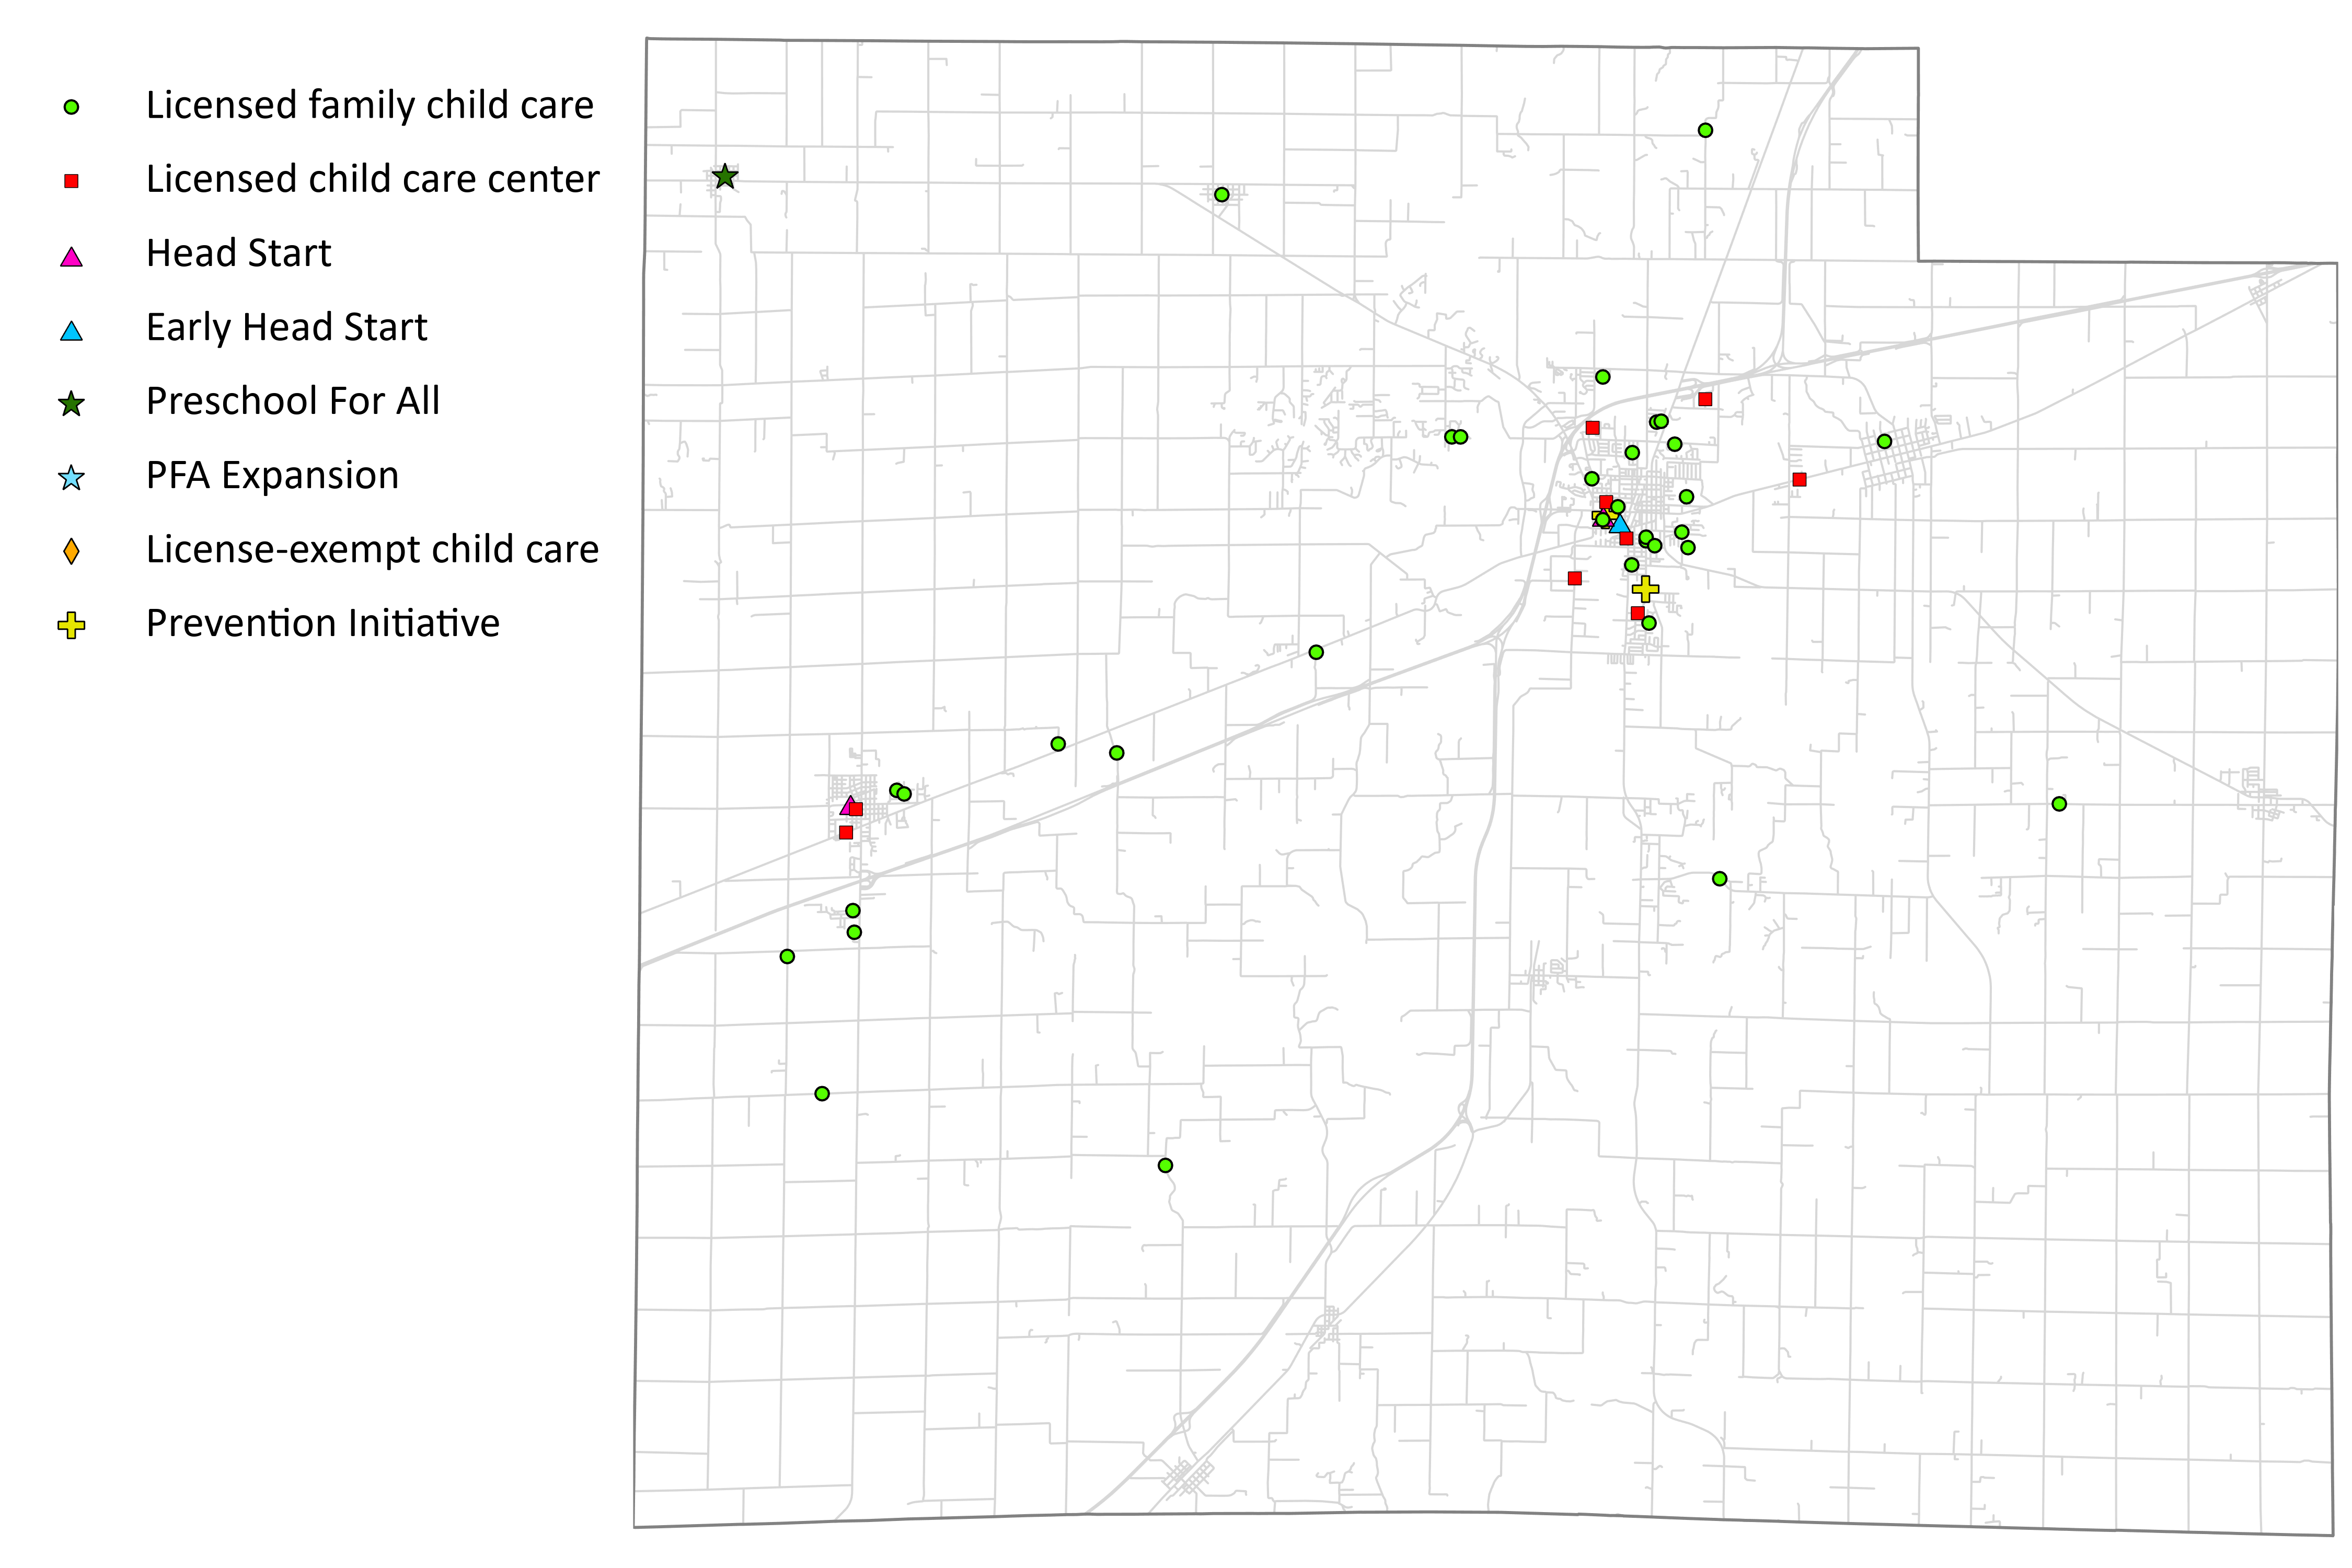 Licensed family child care
Licensed child care center
Head Start
Early Head Start
Preschool For All
PFA Expansion
License-exempt child care
Prevention Initiative